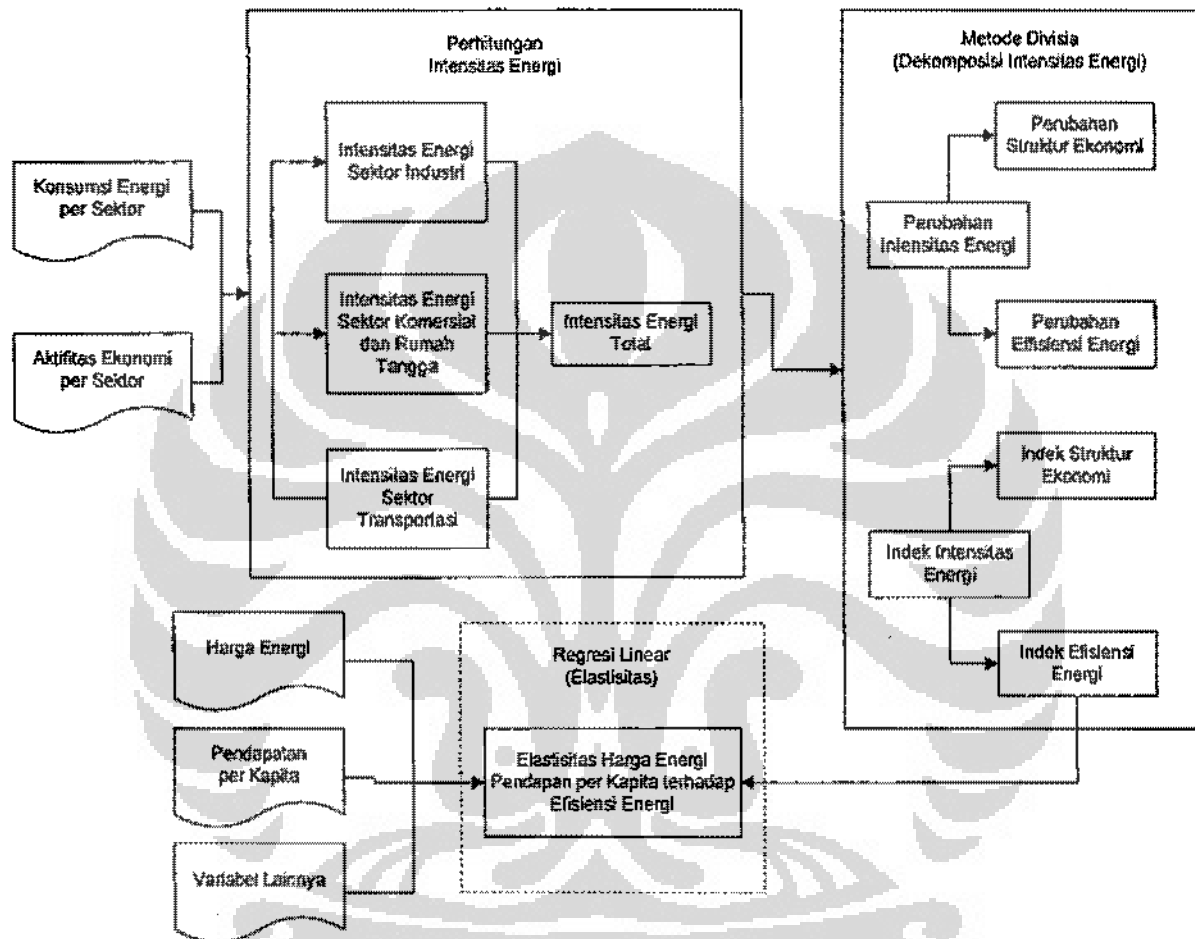 Perhitungan
Intensitas Energi
Intensitas Energi
Sektor Industri
Konsumsi Energi
per Sektor
Aktifitas Ekonomi
per Sektor
Intensitas Energi
Sektor Komersial
dan Rumah
Tangga
Intensitas Energi
Total
Intensitas Energi
Sektor
Transportasi
Metode Divisia
(Dekomposisi Intensitas Energi)
Perubahan
Struktur Ekonomi
Perubahan
Intensitas Energi
Perubahan
Effisiensi Energi
Indek Struktur
Ekonomi
Indek Intensitas
Energi
Indek Efisiensi
Energi
Harga Energi
Pendapatan
per Kapita
Variabel Lainnya
Regresi Linear
(Elastisitas)
Elastisitas Harga Energi
Pendapan per Kapita terhadap
Efisiensi Energi